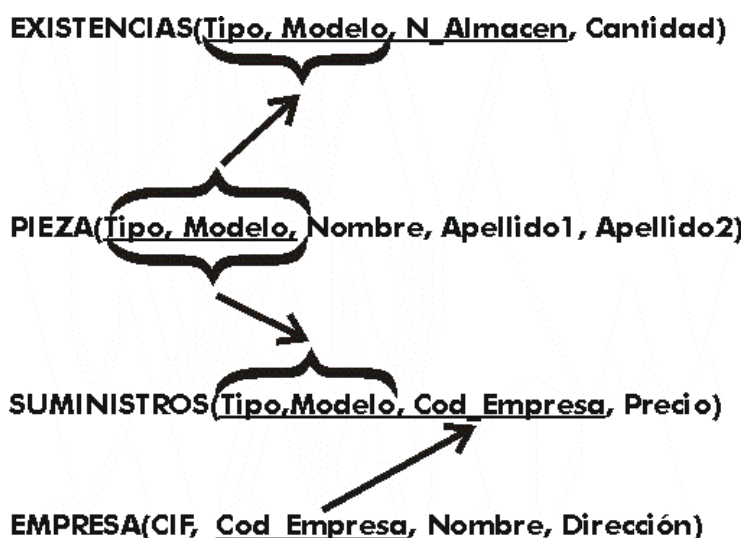 EXISTENCIAS(Tipo, Modelo, N_Almacen, Cantidad)
PIEZA(Tipo, Modelo, Nombre, Apellido1, Apellido2)
SUMINISTROS(Tipo,Modelo, Cod_Empresa, Precio)
EMPRESA(CIF, Cod_Empresa, Nombre, Dirección)